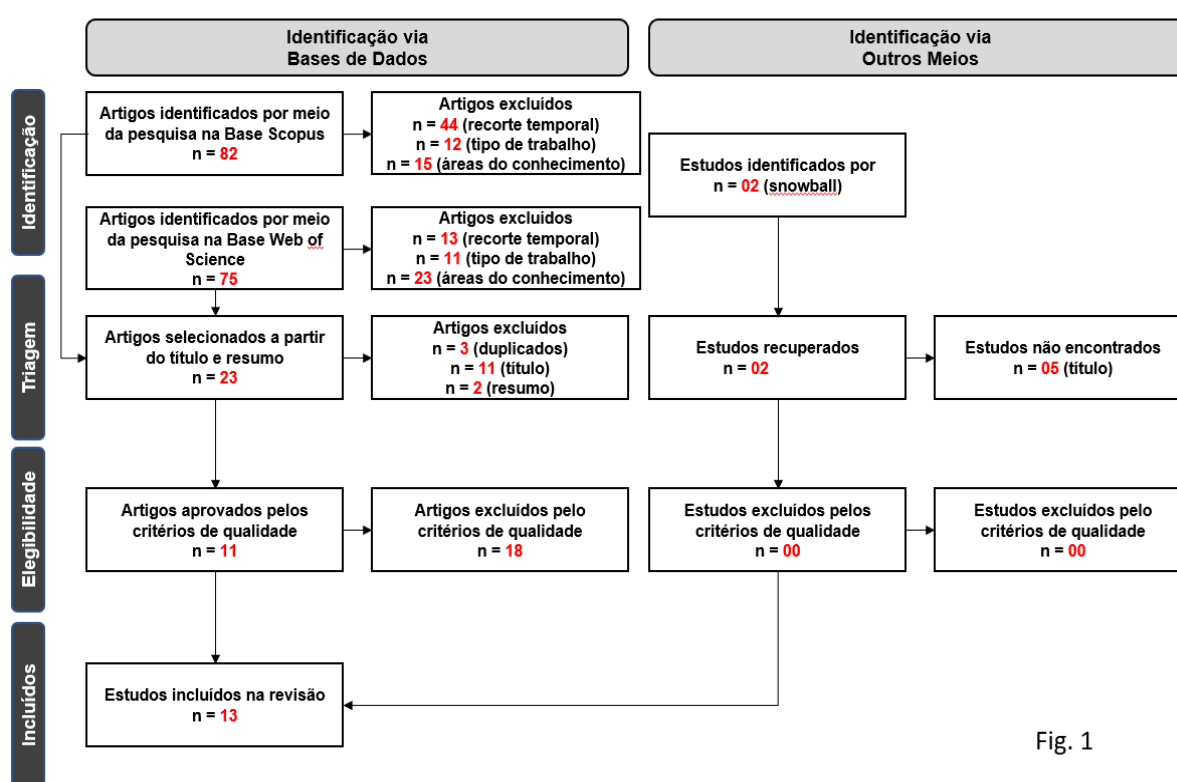 Identificação via
Bases de Dados
Identificação via
Outros Meios
Identificação
Artigos identificados por meio
da pesquisa na Base Scopus
n = 82
Artigos excluídos
n = 44 (recorte temporal)
n = 12 (tipo de trabalho)
n = 15 (áreas do conhecimento)
Estudos identificados por
n = 02 (snowball)
Artigos identificados por meio
da pesquisa na Base Web of
Science
n = 75
Artigos excluídos
n = 13 (recorte temporal)
n = 11 (tipo de trabalho)
n = 23 (áreas de conhecimento)
Triagem
Artigos selecionados a partir
do título e resumo
n = 23
Artigos excluídos
n = 3 (duplicados)
n = 11 (título)
n = 2 (resumo)
Estudos recuperados
n = 02
Estudos não encontrados
n = 05 (título)
Elegibilidade
Artigos aprovados pelos
critérios de qualidade
n = 11
Artigos excluídos pelo
critérios de qualidade
n = 18
Estudos excluídos pelos
critérios de qualidade
n = 00
Estudos excluídos pelo
critérios de qualidade
n = 00
Incluídos
Estudos incluídos na revisão
n = 13
Fig. 1